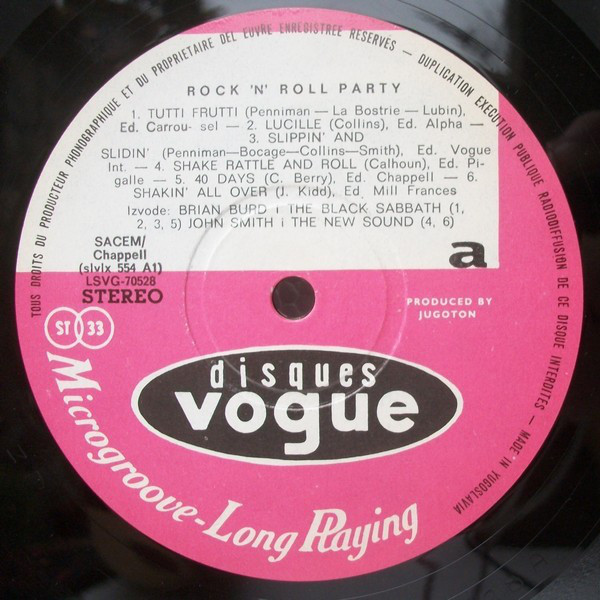 TOUS DROITS DU PRODUCTEUR PHONOGRAPHIQUE ET DU PROPRIETAIRE DEL EUVRE ENREGISTREE RESERVES - DUPLICATION EXECUTION PUBLIQUE RADIODIFFUSION DE CE DISQUE INTERDITES - MADE IN YUGOSLAVIA
ROCK 'N' ROLL PARTY
1. TUTTI FRUTTI (Penniman — La Bostrie — Lubin),
Ed. Carrou- sel — 2. LUCILLE (Collins), Ed. Alpha —
3. SLIPPIN' AND
SLIDIN' (Penniman—Bocage—Collins—Smith), Ed. Vogue
Int. — 4. SHAKE RATTLE AND ROLL (Calhoun), Ed. Pi-
galle — 5. 40 DAYS (C. Berry), Ed. Chappell — 6.
SHAKIN' ALL OVER (J. Kidd), Ed. Mill Frances
Izvode: BRIAN BURD i THE BLACK SABBATH (1,
2, 3, 5) JOHN SMITH i THE NEW SOUND (4, 6)
SACEM/
Chappell
(slvlx 554 A1)
LSVG-70528
STEREO
a
PRODUCED BY
JUGOTON
ST 33
disques
vogue
Microgroove-Long Playing